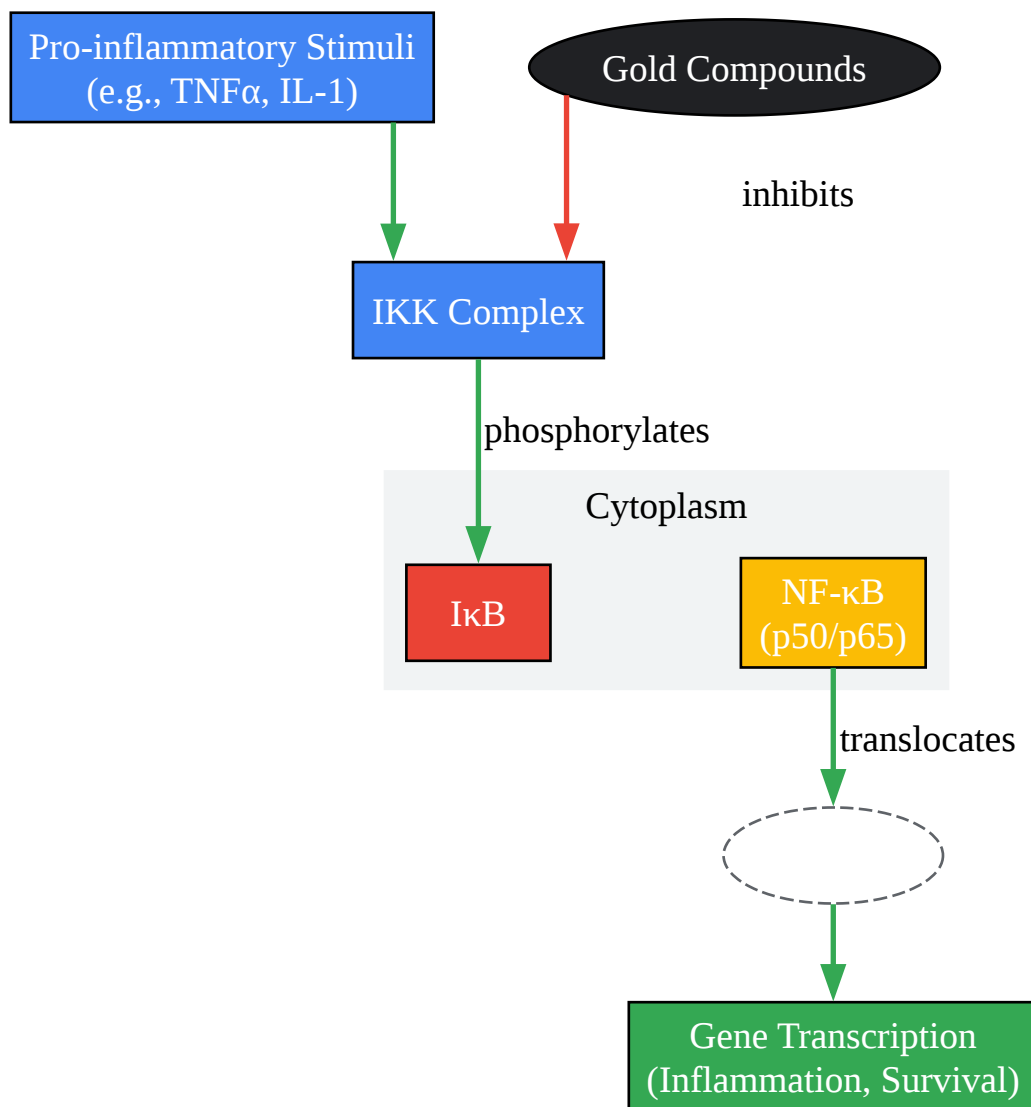 Pro-inflammatory Stimuli
(e.g., TNFα, IL-1)
Gold Compounds
inhibits
IKK Complex
phosphorylates
Cytoplasm
IκB
NF-κB
(p50/p65)
translocates
Gene Transcription
(Inflammation, Survival)